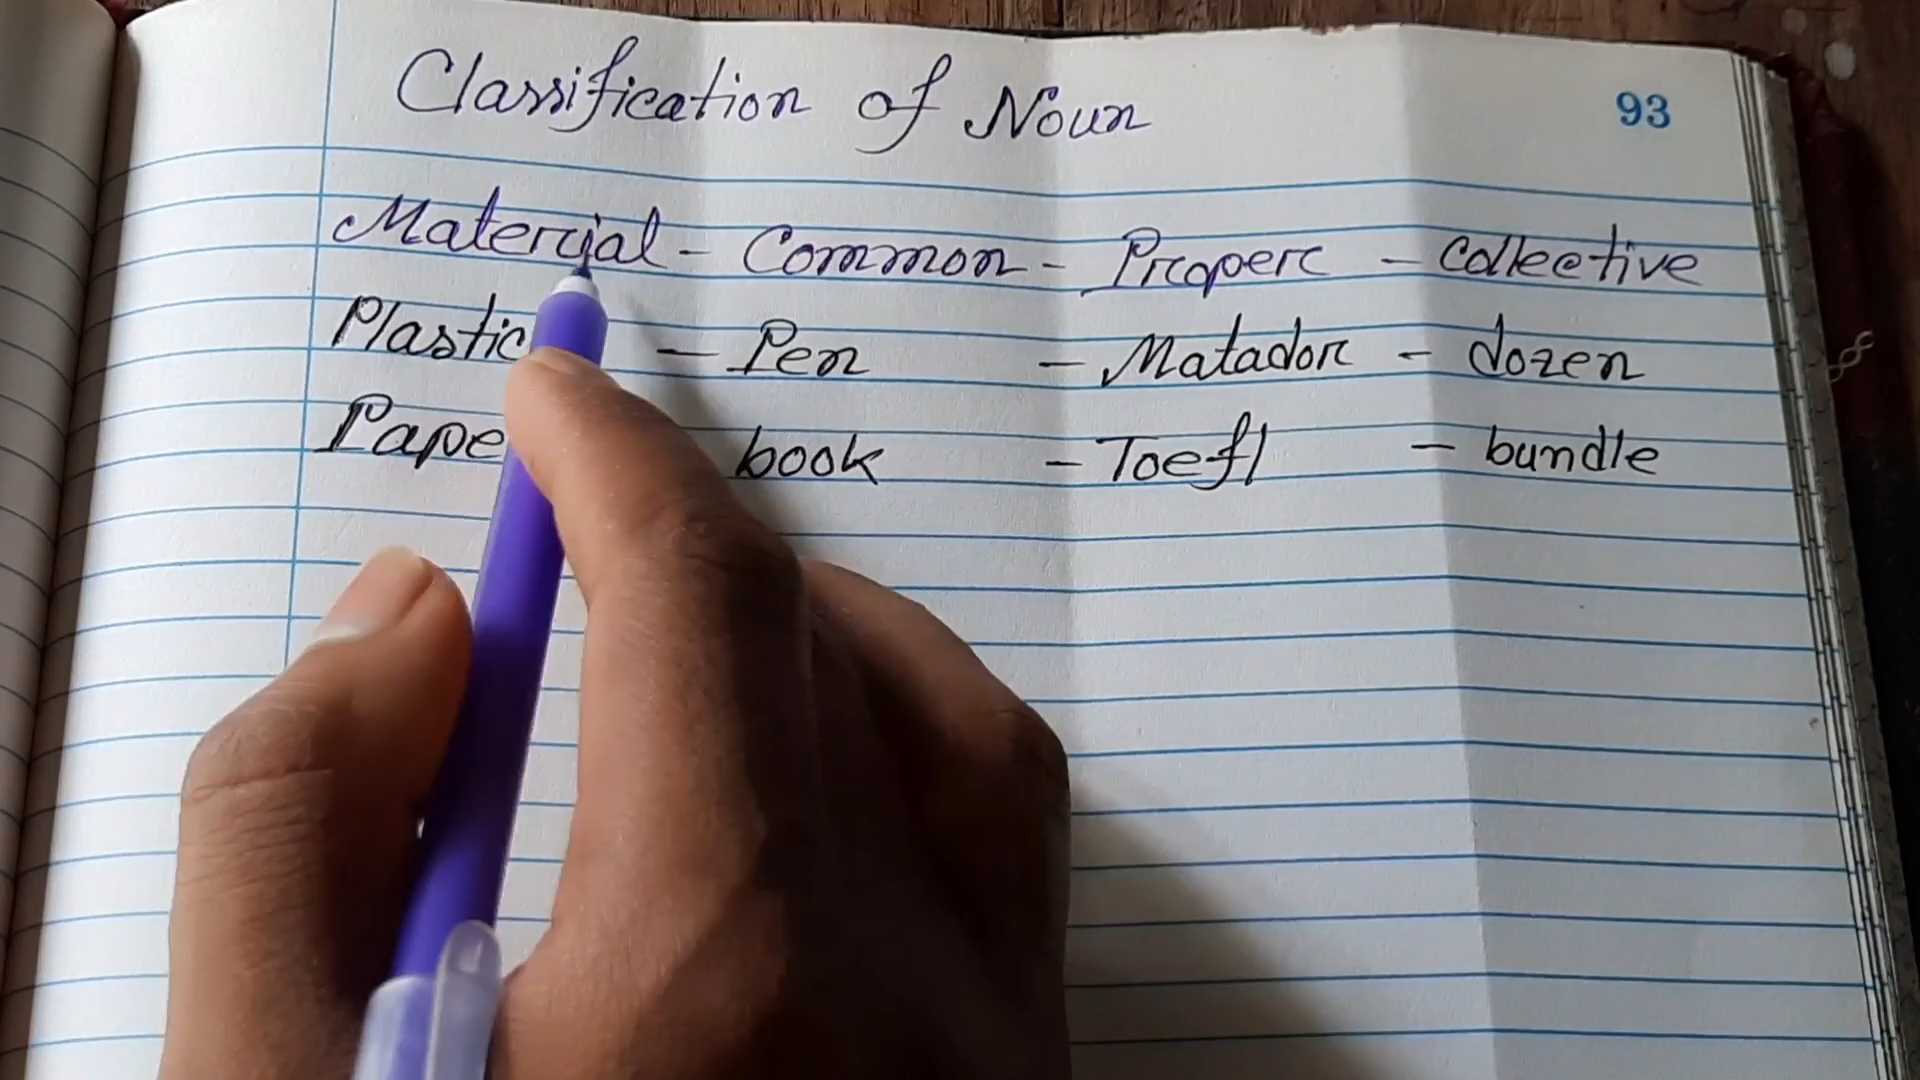 Classification of Noun
93
Material - Common - Proper - Collective
Plastic - Pen - Matador - dozen
Pape book - Toefl - bundle